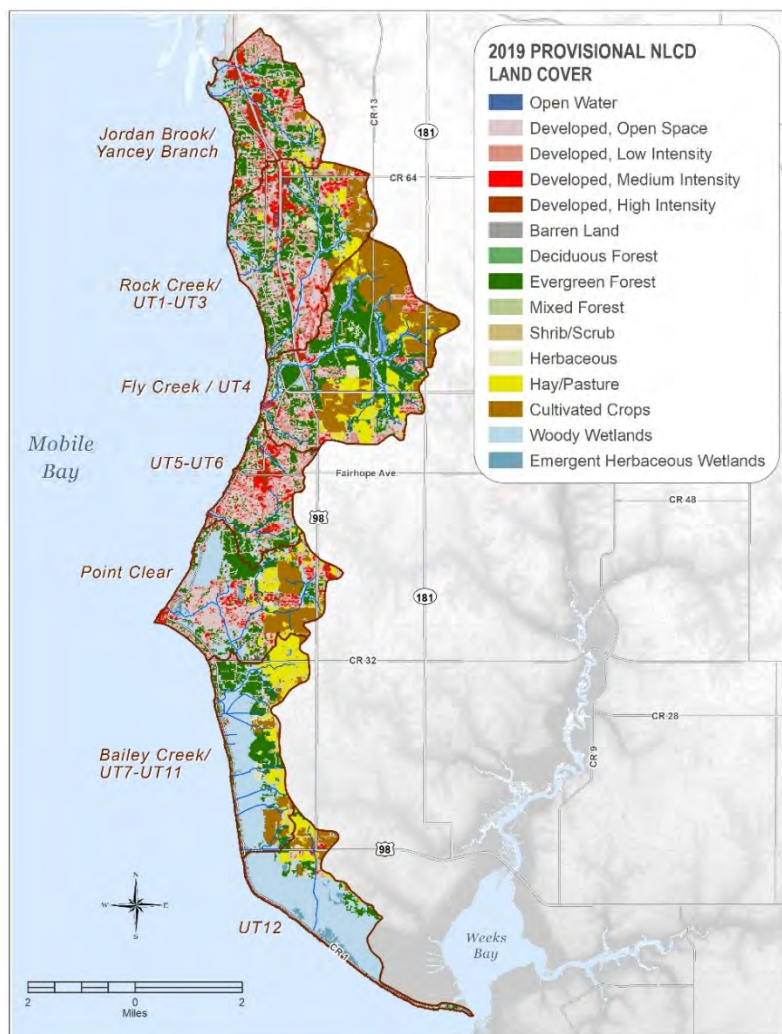 2019 PROVISIONAL NLCD
LAND COVER
Open Water
Developed, Open Space
Developed, Low Intensity
Developed, Medium Intensity
Developed, High Intensity
Barren Land
Deciduous Forest
Evergreen Forest
Mixed Forest
Shrib/Scrub
Herbaceous
Hay/Pasture
Cultivated Crops
Woody Wetlands
Emergent Herbaceous Wetlands
Jordan Brook/
Yancey Branch
CR 13
181
CR 64
Rock Creek/
UT1-UT3
Fly Creek / UT4
Mobile
Bay
UT5-UT6
Fairhope Ave.
98
CR 48
Point Clear
181
CR 32
CR 28
CR 9
Bailey Creek/
UT7-UT11
98
UT12
CR 1
Weeks
Bay
N
W
E
S
2
0
2
Miles